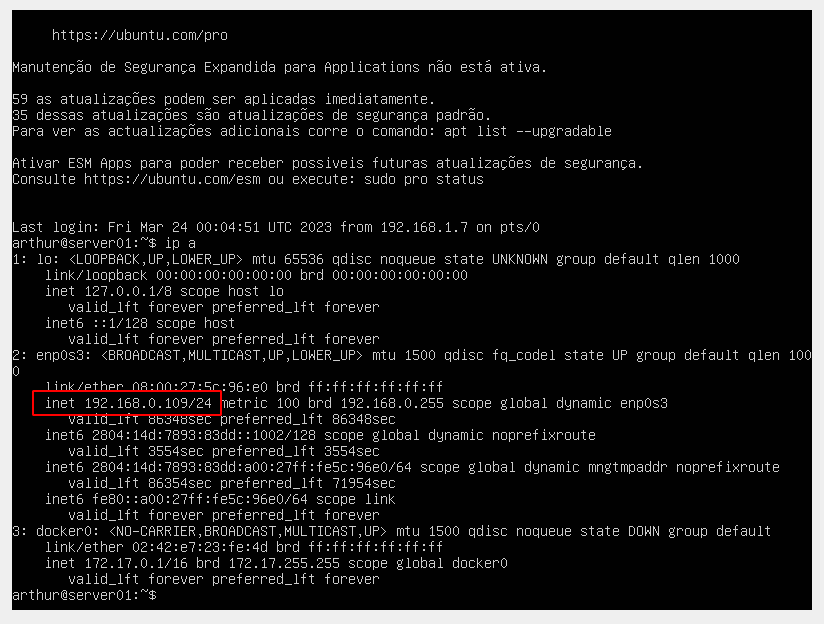 https://ubuntu.com/pro
Manutenção de Segurança Expandida para Applications não está ativa.
59 as atualizações podem ser aplicadas imediatamente.
35 dessas atualizações são atualizações de segurança padrão.
Para ver as actualizações adicionais corre o comando: apt list --upgradable
Ativar ESM Apps para poder receber possiveis futuras atualizações de segurança.
Consulte https://ubuntu.com/esm ou execute: sudo pro status
Last login: Fri Mar 24 00:04:51 UTC 2023 from 192.168.1.7 on pts/0
arthur@server01:~$ ip a
1: lo: <LOOPBACK,UP,LOWER_UP> mtu 65536 qdisc noqueue state UNKNOWN group default qlen 1000
link/loopback 00:00:00:00:00:00 brd 00:00:00:00:00:00
inet 127.0.0.1/8 scope host lo
valid_lft forever preferred_lft forever
inet6 ::1/128 scope host
valid_lft forever preferred_lft forever
2: enp0s3: <BROADCAST,MULTICAST,UP,LOWER_UP> mtu 1500 qdisc fq_codel state UP group default qlen 100
0
link/ether 08:00:27:5c:96:e0 brd ff:ff:ff:ff:ff:ff
inet 192.168.0.109/24 metric 100 brd 192.168.0.255 scope global dynamic enp0s3
valid_lft 86348sec preferred_lft 86348sec
inet6 2804:14d:7893:83dd::1002/128 scope global dynamic noprefixroute
valid_lft 3554sec preferred_lft 3554sec
inet6 2804:14d:7893:83dd:a00:27ff:fe5c:96e0/64 scope global dynamic mngtmpaddr noprefixroute
valid_lft 86354sec preferred_lft 71954sec
inet6 fe80::a00:27ff:fe5c:96e0/64 scope link
valid_lft forever preferred_lft forever
3: docker0: <NO-CARRIER,BROADCAST,MULTICAST,UP> mtu 1500 qdisc noqueue state DOWN group default
link/ether 02:42:e7:23:fe:4d brd ff:ff:ff:ff:ff:ff
inet 172.17.0.1/16 brd 172.17.255.255 scope global docker0
valid_lft forever preferred_lft forever
arthur@server01:~$